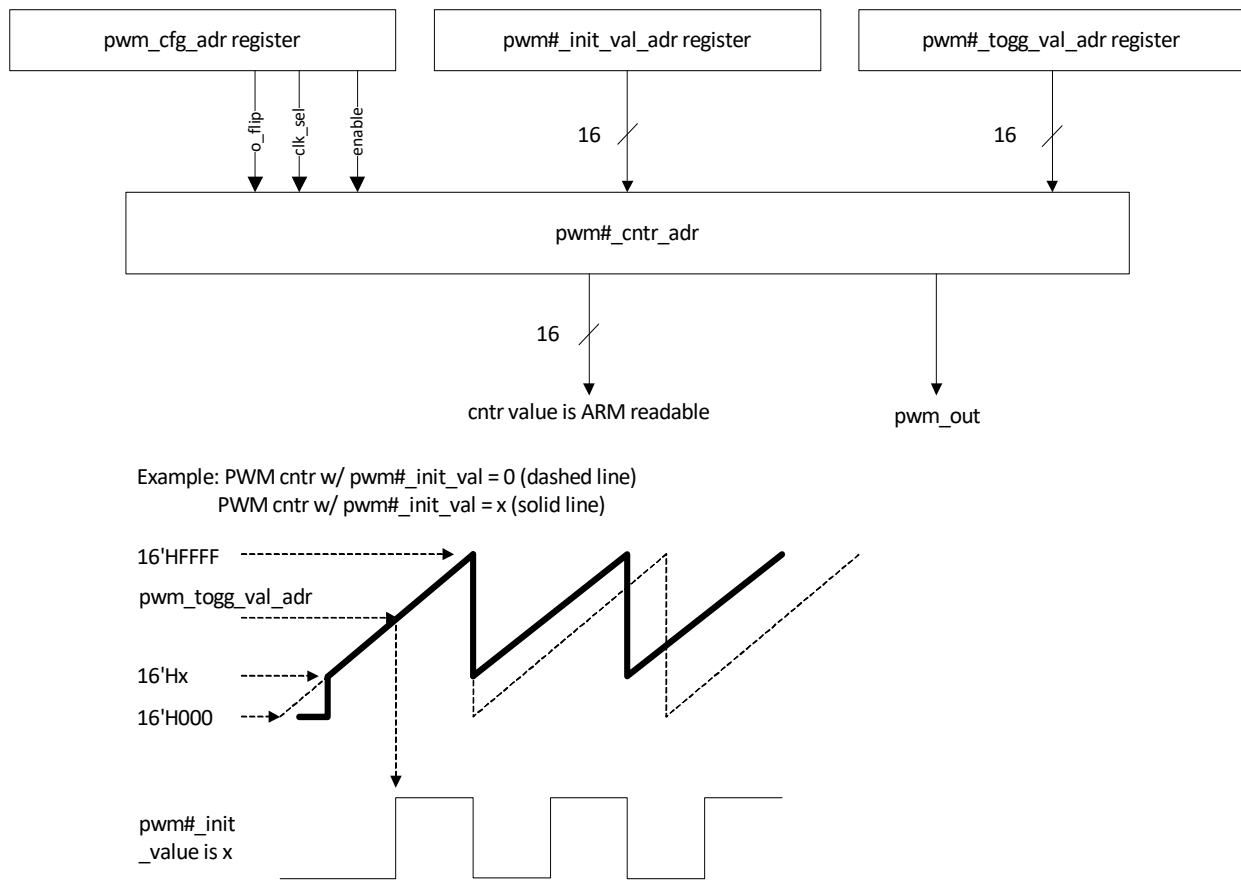 pwm_cfg_adr register
pwm#_init_val_adr register
pwm#_togg_val_adr register
o_flip
clk_sel
enable
16
16
pwm#_cntr_adr
16
cntr value is ARM readable
pwm_out
Example: PWM cntr w/ pwm#_init_val = 0 (dashed line)
PWM cntr w/ pwm#_init_val = x (solid line)
16'HFFFF
pwm_togg_val_adr
16'Hx
16'H000
pwm#_init
_value is x